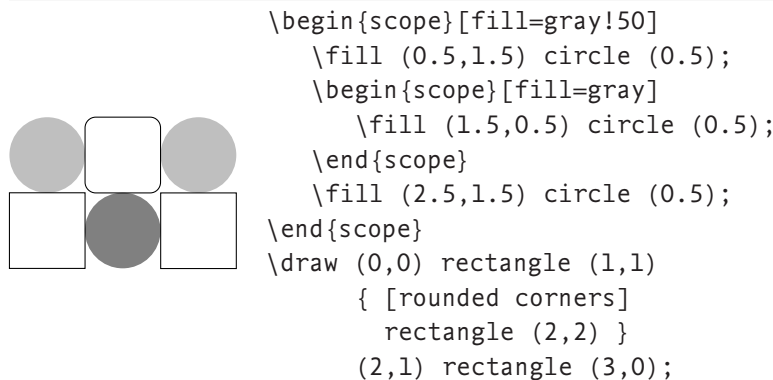 \begin{scope}[fill=gray!50]
\fill (0.5,1.5) circle (0.5);
\begin{scope}[fill=gray]
\fill (1.5,0.5) circle (0.5);
\end{scope}
\fill (2.5,1.5) circle (0.5);
\end{scope}
\draw (0,0) rectangle (1,1)
{ [rounded corners]
rectangle (2,2) }
(2,1) rectangle (3,0);